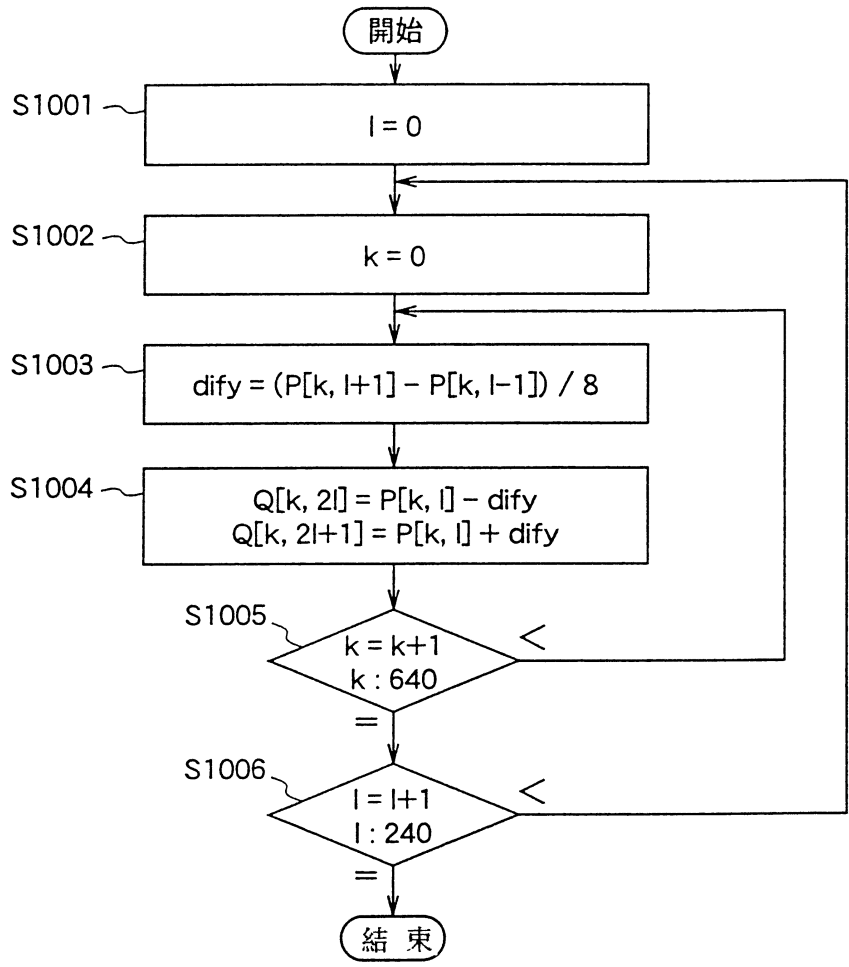 開始
S1001
l = 0
S1002
k = 0
S1003
dify = (P[k, l+1] − P[k, l−1]) / 8
S1004
Q[k, 2l] = P[k, l] − dify
Q[k, 2l+1] = P[k, l] + dify
S1005
k = k+1
k : 640
<
=
S1006
l = l+1
l : 240
<
=
結 束